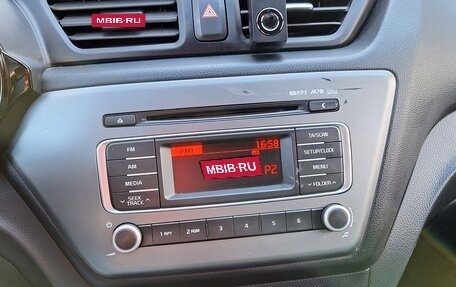 MBIB.RU
FM
AM
MEDIA
SEEK
TRACK
FM1
16:58
MBIB.RU
P2
TA/SCAN
SETUP/CLOCK
MENU
FOLDER
1 RPT
2 RDM
3
4
5
6